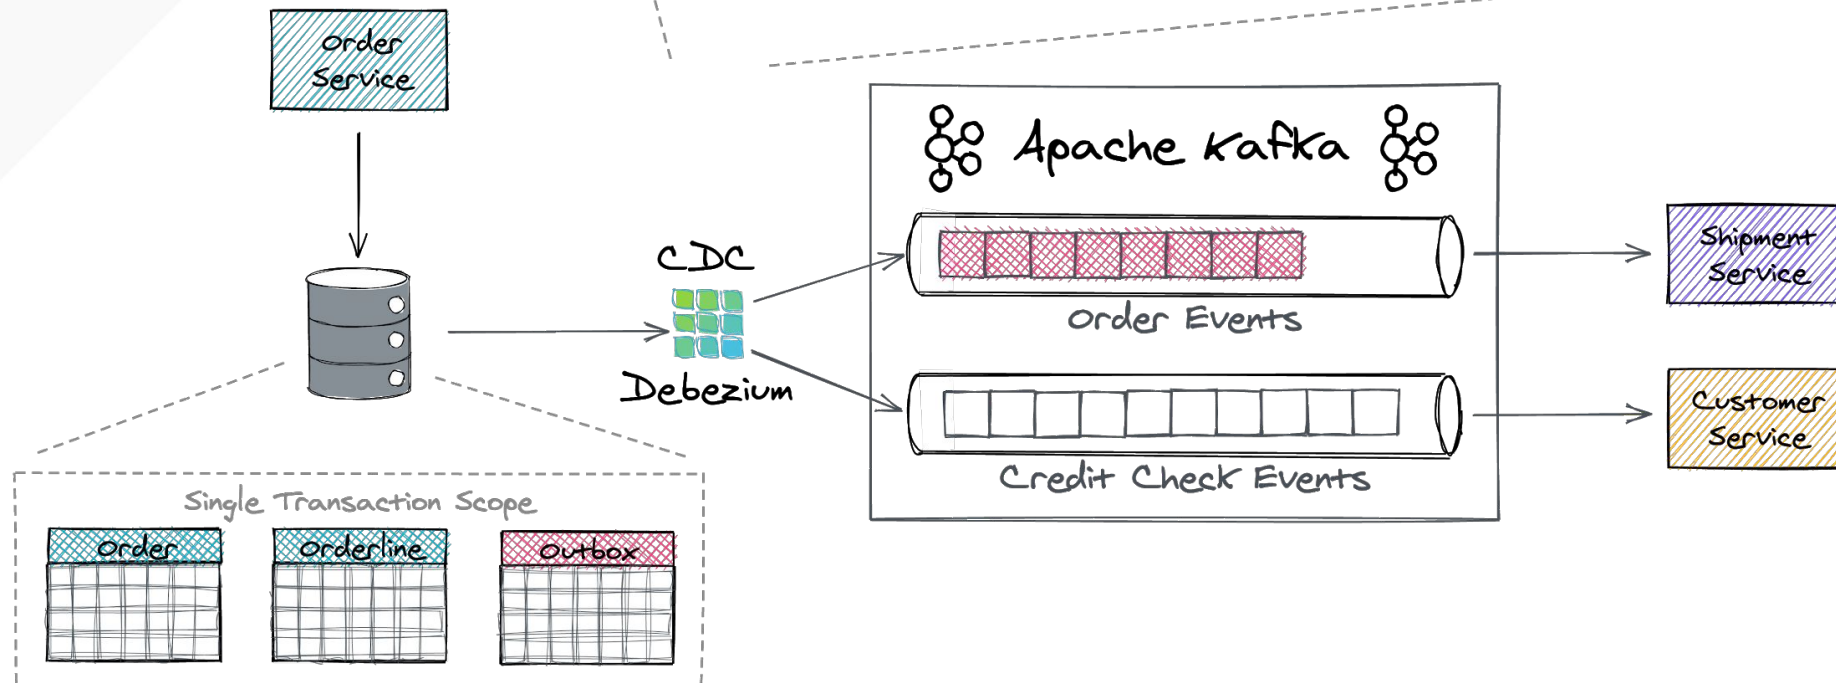 Order
Service
Apache Kafka
CDC
Debezium
Order Events
Shipment
Service
Credit Check Events
Customer
Service
Single Transaction Scope
Order
Orderline
Outbox